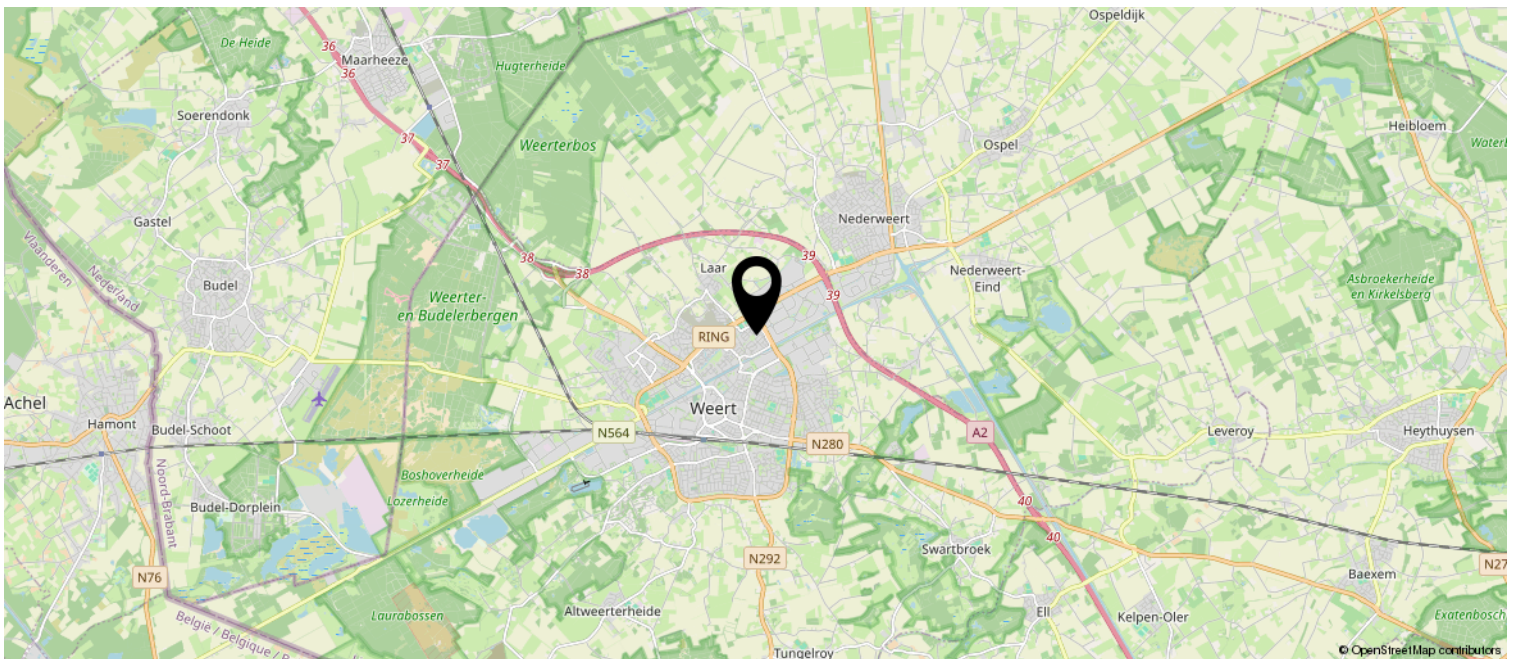 Ospeldijk
De Heide
36
36
Maarheeze
Hugterheide
Soerendonk
Heibloem
37
37
Weerterbos
Ospel
Gastel
Nederweert
Vlaanderen
Nederland
38
38
39
39
Laar
Nederweert-
Eind
Asbroekerheide
en Kirkelsberg
Budel
Weerter-
en Budelerbergen
RING
Achel
Hamont
Budel-Schoot
Weert
N564
N280
A2
Leveroy
Heythuysen
Noord-Brabant
Boshoverheide
Lozerheide
Budel-Dorplein
40
40
Swartbroek
N292
N76
Baexem
België / Belgique /
Laurabossen
Altweerterheide
Ell
Kelpen-Oler
Exatenbosch
Tungelroy
© OpenStreetMap contributors